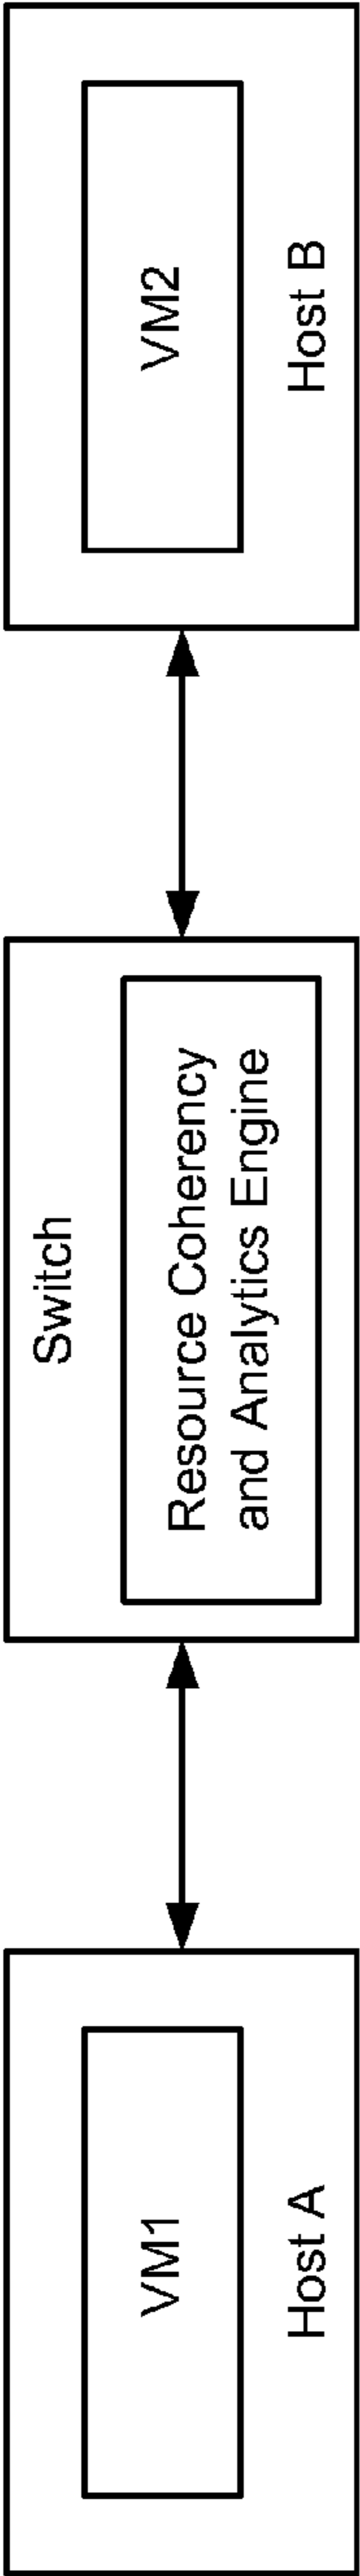 VM1
Host A
Switch
Resource Coherency
and Analytics Engine
VM2
Host B